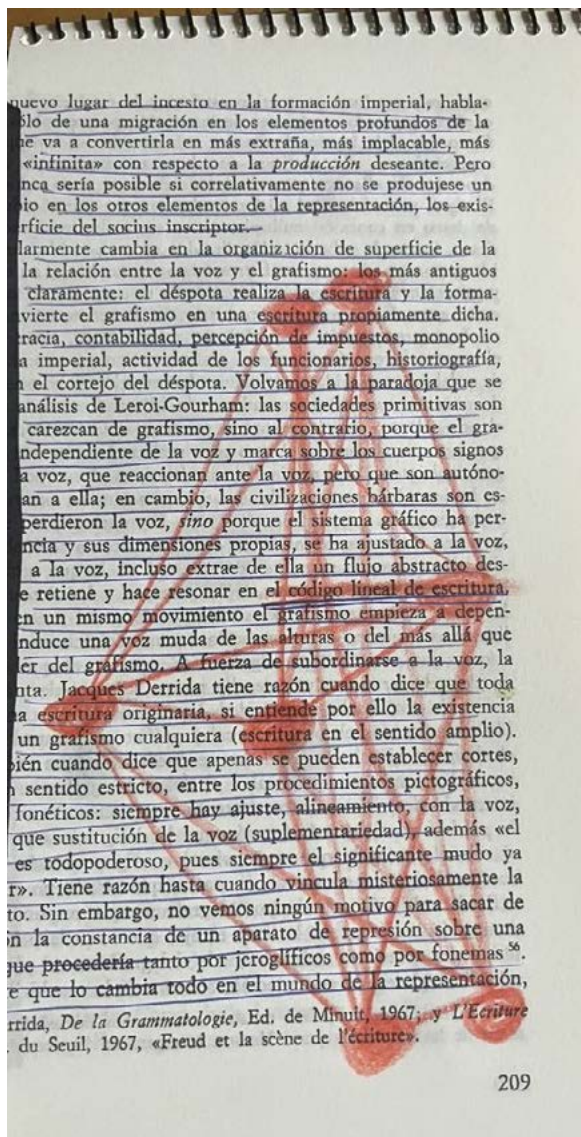 nuevo lugar del incesto en la formación imperial, habla-
ólo de una migración en los elementos profundos de la
e va a convertirla en más extraña, más implacable, más
«infinita» con respecto a la producción deseante. Pero
nca sería posible si correlativamente no se produjese un
io en los otros elementos de la representación, los exis-
rficie del socius inscriptor.
larmente cambia en la organización de superficie de la
la relación entre la voz y el grafismo: los más antiguos
claramente: el déspota realiza la escritura y la forma-
vierte el grafismo en una escritura propiamente dicha.
racia, contabilidad, percepción de impuestos, monopolio
a imperial, actividad de los funcionarios, historiografía,
n el cortejo del déspota. Volvamos a la paradoja que se
análisis de Leroi-Gourham: las sociedades primitivas son
carezcan de grafismo, sino al contrario, porque el gra-
ndependiente de la voz y marca sobre los cuerpos signos
a voz, que reaccionan ante la voz, pero que son autóno-
an a ella; en cambio, las civilizaciones bárbaras son es-
perdieron la voz, sino porque el sistema gráfico ha per-
ncia y sus dimensiones propias, se ha ajustado a la voz,
a la voz, incluso extrae de ella un flujo abstracto des-
e retiene y hace resonar en el código lineal de escritura.
en un mismo movimiento el grafismo empieza a depen-
nduce una voz muda de las alturas o del más allá que
der del grafismo. A fuerza de subordinarse a la voz, la
nta. Jacques Derrida tiene razón cuando dice que toda
na escritura originaria, si entiende por ello la existencia
un grafismo cualquiera (escritura en el sentido amplio).
bién cuando dice que apenas se pueden establecer cortes,
n sentido estricto, entre los procedimientos pictográficos,
fonéticos: siempre hay ajuste, alineamiento, con la voz,
que sustitución de la voz (suplementariedad), además «el
es todopoderoso, pues siempre el significante mudo ya
r». Tiene razón hasta cuando vincula misteriosamente la
to. Sin embargo, no vemos ningún motivo para sacar de
ón la constancia de un aparato de represión sobre una
que procedería tanto por jeroglíficos como por fonemas 56.
e que lo cambia todo en el mundo de la representación,
rrida, De la Grammatologie, Ed. de Minuit, 1967; y L'Ecriture
. du Seuil, 1967, «Freud et la scène de l'écriture».
209